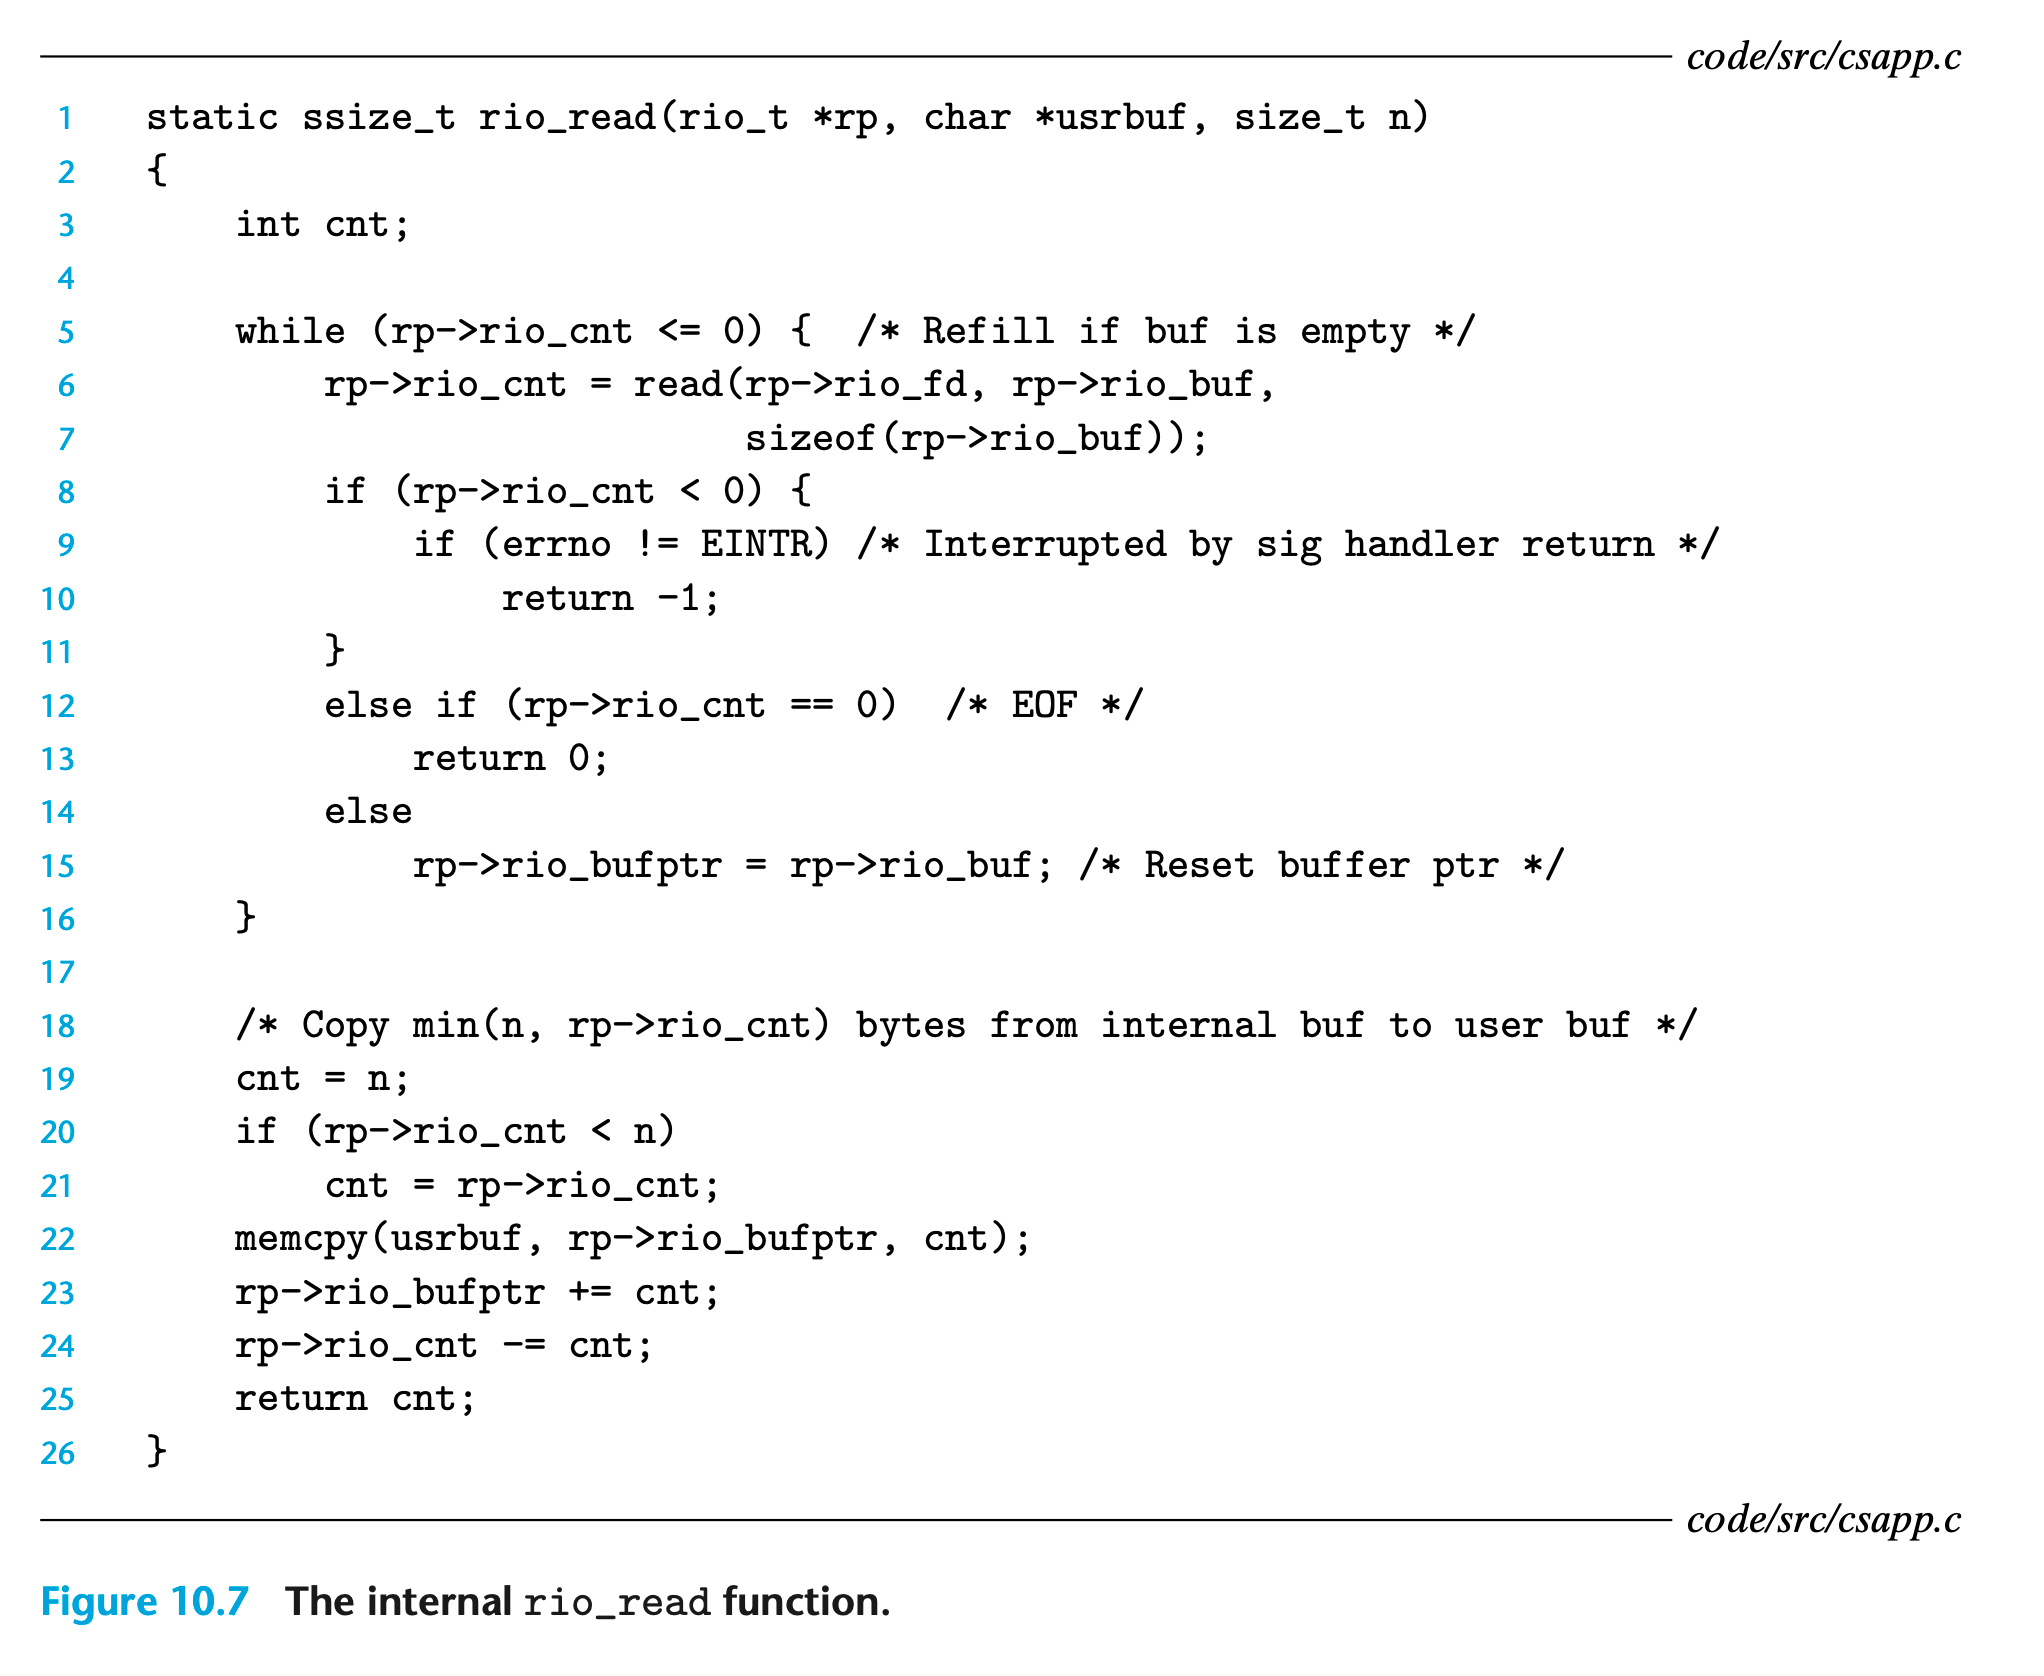 code/src/csapp.c
1 static ssize_t rio_read(rio_t *rp, char *usrbuf, size_t n)
2 {
3     int cnt;
4
5     while (rp->rio_cnt <= 0) {  /* Refill if buf is empty */
6         rp->rio_cnt = read(rp->rio_fd, rp->rio_buf,
7                            sizeof(rp->rio_buf));
8         if (rp->rio_cnt < 0) {
9             if (errno != EINTR) /* Interrupted by sig handler return */
10                 return -1;
11         }
12         else if (rp->rio_cnt == 0)  /* EOF */
13             return 0;
14         else
15             rp->rio_bufptr = rp->rio_buf; /* Reset buffer ptr */
16     }
17
18     /* Copy min(n, rp->rio_cnt) bytes from internal buf to user buf */
19     cnt = n;
20     if (rp->rio_cnt < n)
21         cnt = rp->rio_cnt;
22     memcpy(usrbuf, rp->rio_bufptr, cnt);
23     rp->rio_bufptr += cnt;
24     rp->rio_cnt -= cnt;
25     return cnt;
26 }
code/src/csapp.c
Figure 10.7 The internal rio_read function.